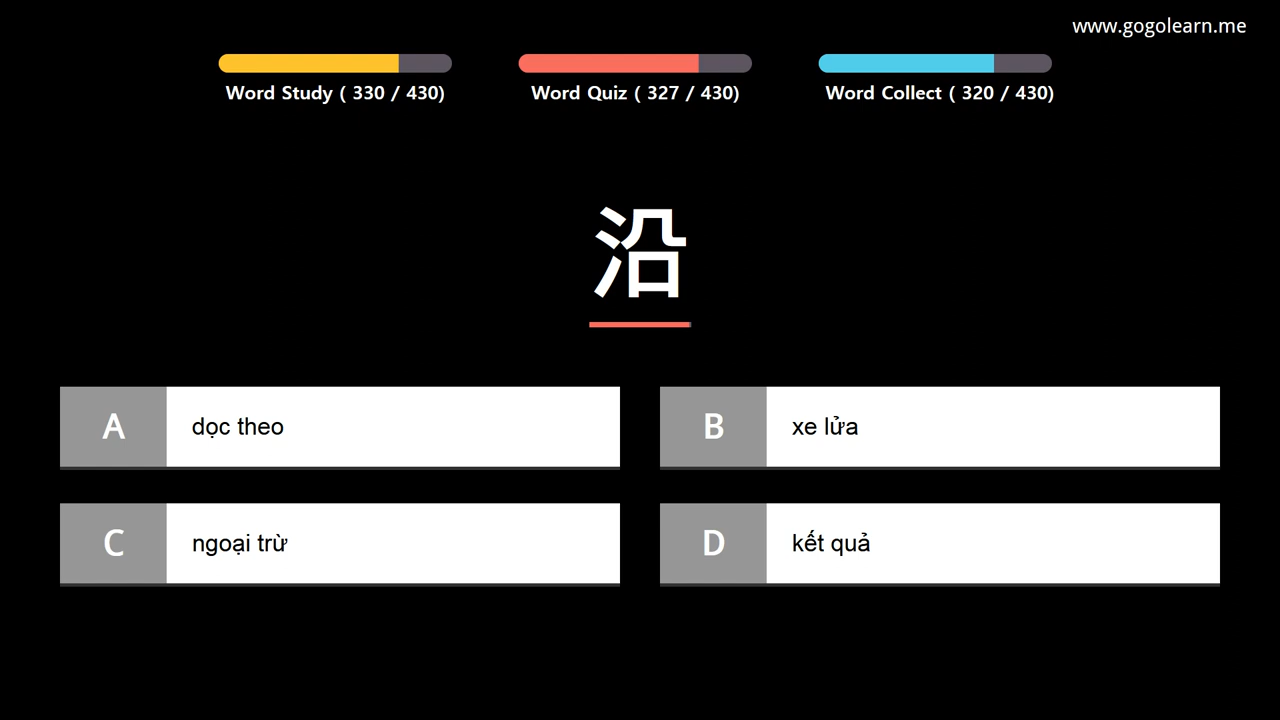 www.gogolearn.me
Word Study ( 330 / 430)
Word Quiz ( 327 / 430)
Word Collect ( 320 / 430)
沿
A
dọc theo
B
xe lửa
C
ngoại trừ
D
kết quả